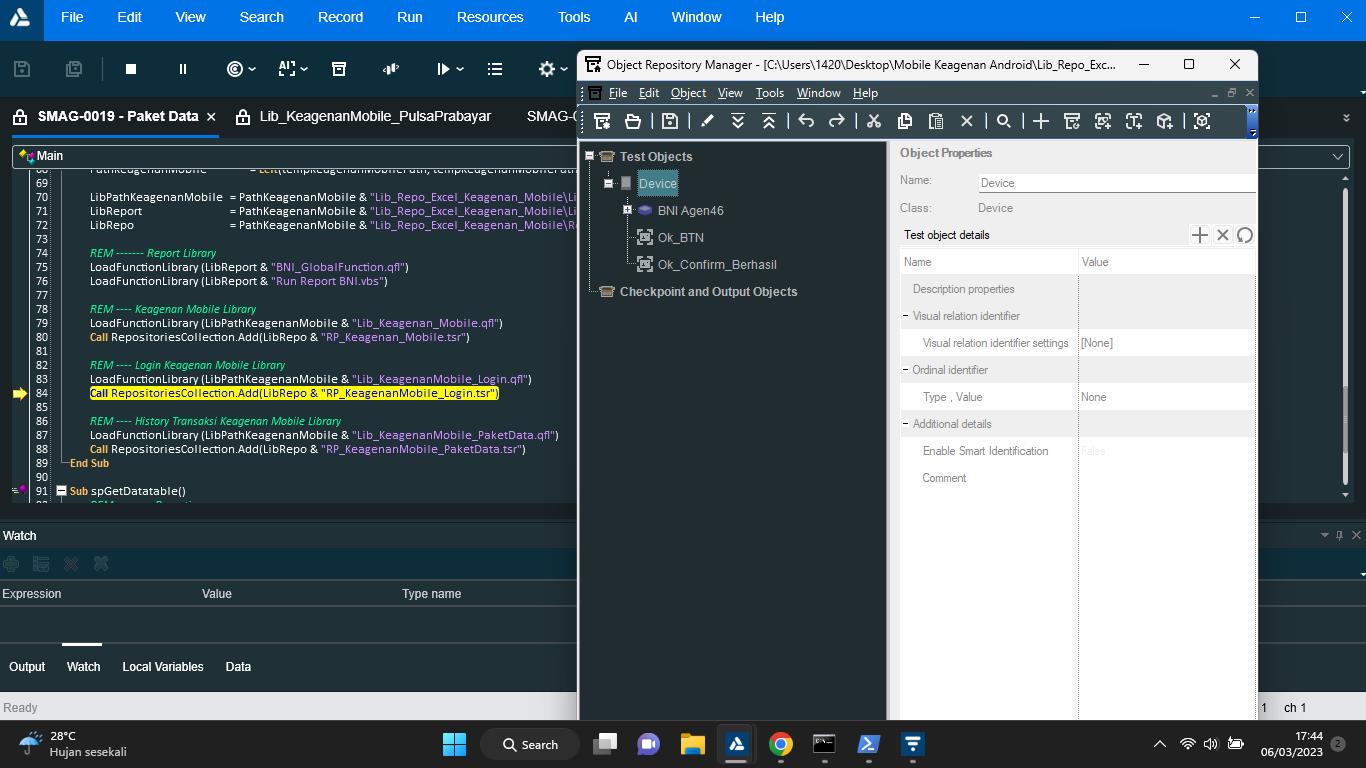 File Edit View Search Record Run Resources Tools AI Window Help
SMAG-0019 - Paket Data
Lib_KeagenanMobile_PulsaPrabayar
SMAG-0
Main
69
70 LibPathKeagenanMobile = PathKeagenanMobile & "Lib_Repo_Excel_Keagenan_Mobile\Li
71 LibReport = PathKeagenanMobile & "Lib_Repo_Excel_Keagenan_Mobile\Li
72 LibRepo = PathKeagenanMobile & "Lib_Repo_Excel_Keagenan_Mobile\R
73
74 REM ------- Report Library
75 LoadFunctionLibrary (LibReport & "BNI_GlobalFunction.qfl")
76 LoadFunctionLibrary (LibReport & "Run Report BNI.vbs")
77
78 REM ---- Keagenan Mobile Library
79 LoadFunctionLibrary (LibPathKeagenanMobile & "Lib_Keagenan_Mobile.qfl")
80 Call RepositoriesCollection.Add(LibRepo & "RP_Keagenan_Mobile.tsr")
81
82 REM ---- Login Keagenan Mobile Library
83 LoadFunctionLibrary (LibPathKeagenanMobile & "Lib_KeagenanMobile_Login.qfl")
84 Call RepositoriesCollection.Add(LibRepo & "RP_KeagenanMobile_Login.tsr")
85
86 REM ---- History Transaksi Keagenan Mobile Library
87 LoadFunctionLibrary (LibPathKeagenanMobile & "Lib_KeagenanMobile_PaketData.qfl")
88 Call RepositoriesCollection.Add(LibRepo & "RP_KeagenanMobile_PaketData.tsr")
89 End Sub
90
91 Sub spGetDatatable()
Watch
Expression Value Type name
Output Watch Local Variables Data
Ready
1 ch 1
Object Repository Manager - [C:\Users\1420\Desktop\Mobile Keagenan Android\Lib_Repo_Exc...
File Edit Object View Tools Window Help
Test Objects
Device
BNI Agen46
Ok_BTN
Ok_Confirm_Berhasil
Checkpoint and Output Objects
Object Properties
Name: Device
Class: Device
Test object details
Name Value
Description properties
Visual relation identifier
Visual relation identifier settings [None]
Ordinal identifier
Type , Value None
Additional details
Enable Smart Identification False
Comment
28°C
Hujan sesekali
Search
17:44
06/03/2023
2